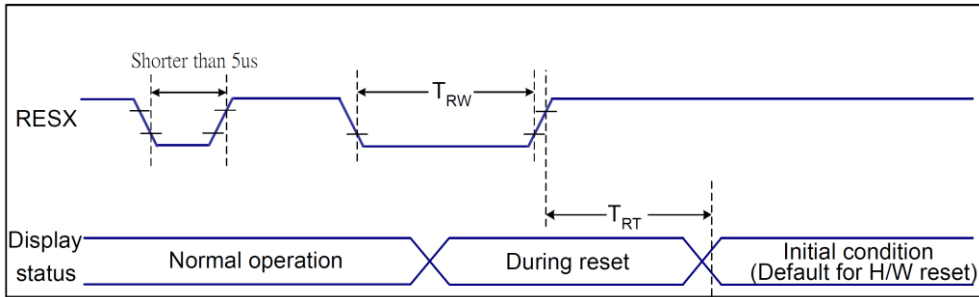 Shorter than 5us
RESX
TRW
TRT
Display
status
Normal operation
During reset
Initial condition
(Default for H/W reset)